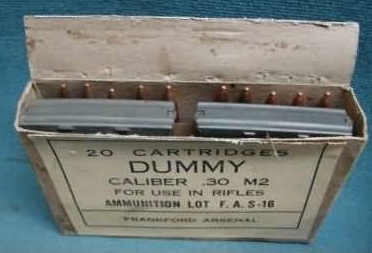 20 CARTRIDGES
DUMMY
CALIBER .30 M2
FOR USE IN RIFLES
AMMUNITION LOT F.A. S-16
FRANKFORD ARSENAL